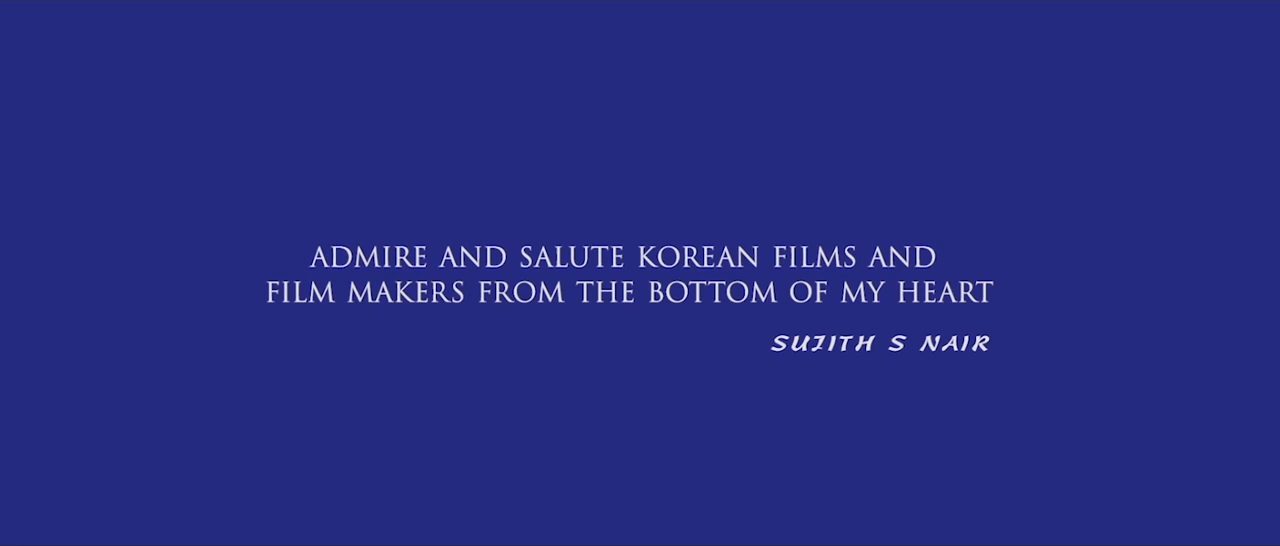 ADMIRE AND SALUTE KOREAN FILMS AND
FILM MAKERS FROM THE BOTTOM OF MY HEART
SUJITH S NAIR